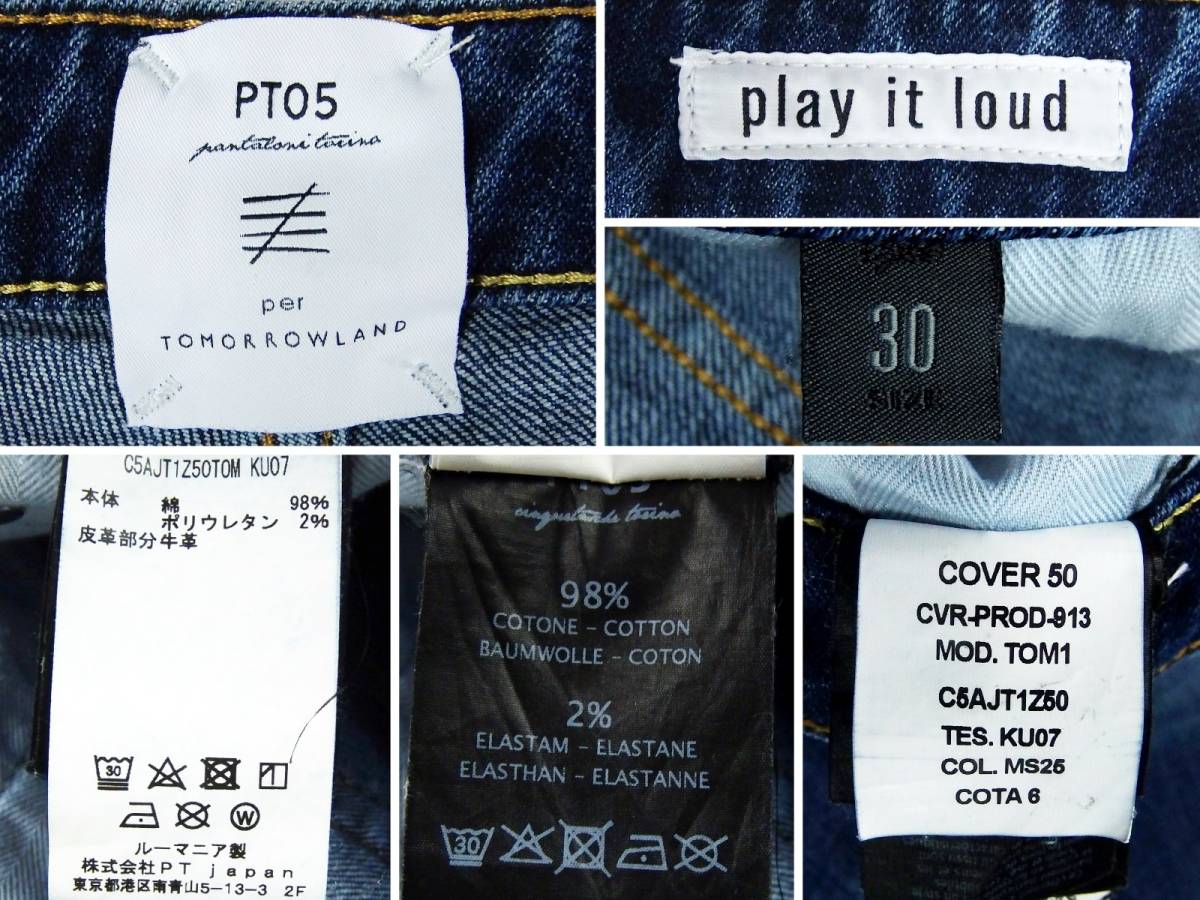 PT05
pantaloni torino
per
TOMORROWLAND
play it loud
30
SIZE
C5AJT1Z50TOM KU07
本体 綿 98%
ポリウレタン 2%
皮革部分牛革
30
W
ルーマニア製
株式会社PT japan
東京都港区南青山5-13-3 2F
PT05
98%
COTONE - COTTON
BAUMWOLLE - COTON
2%
ELASTAM - ELASTANE
ELASTHAN - ELASTANNE
30
COVER 50
CVR-PROD-913
MOD. TOM1
C5AJT1Z50
TES. KU07
COL. MS25
COTA 6